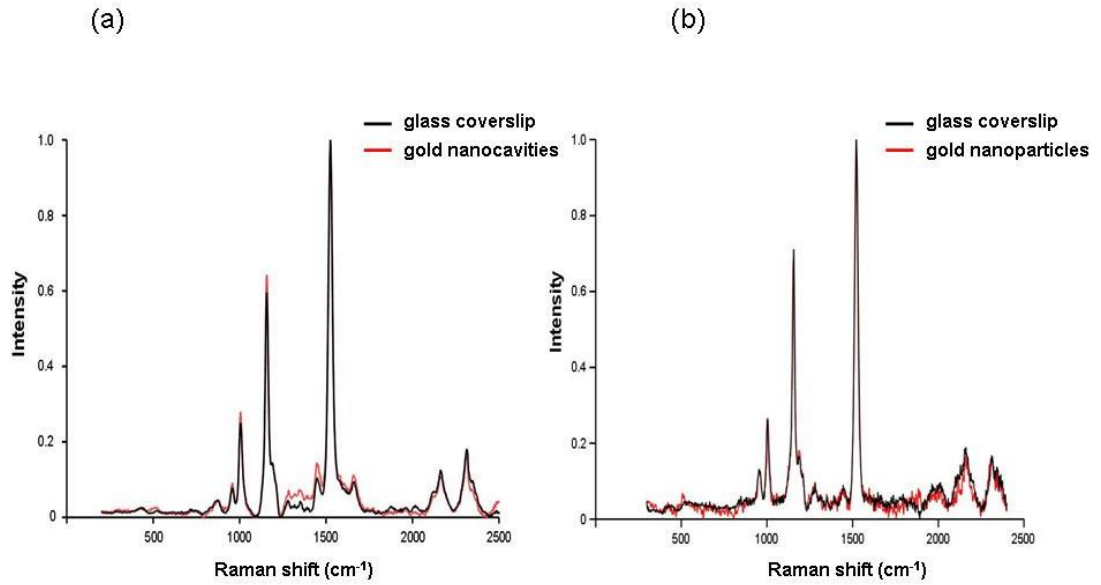 (a)
glass coverslip
gold nanocavities
1.0
0.8
0.6
0.4
0.2
0
Intensity
500 1000 1500 2000 2500
Raman shift (cm⁻¹)
(b)
glass coverslip
gold nanoparticles
1.0
0.8
0.6
0.4
0.2
0
Intensity
500 1000 1500 2000 2500
Raman shift (cm⁻¹)